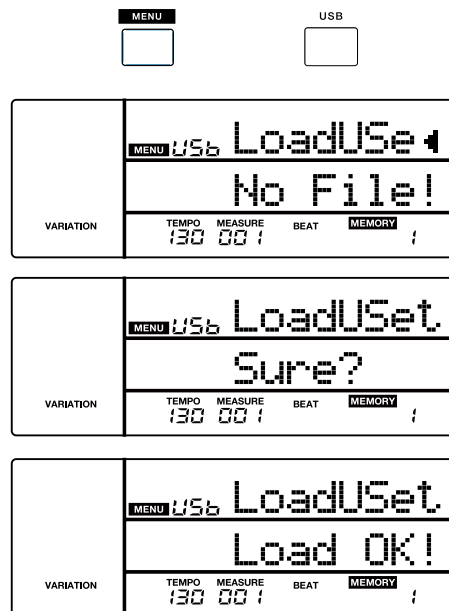 MENU USB
MENU USb LoadUSe
No File!
VARIATION TEMPO MEASURE BEAT MEMORY
130 001 1
MENU USb LoadUSet
Sure?
VARIATION TEMPO MEASURE BEAT MEMORY
130 001 1
MENU USb LoadUSet
Load OK!
VARIATION TEMPO MEASURE BEAT MEMORY
130 001 1